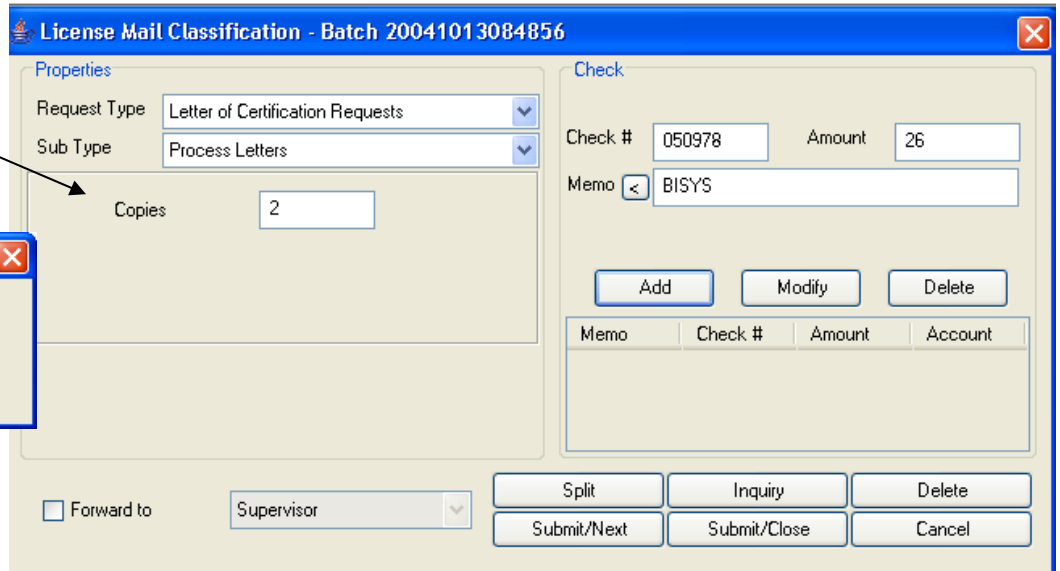 License Mail Classification - Batch 20041013084856
Properties
Request Type Letter of Certification Requests
Sub Type Process Letters
Copies 2
Check
Check # 050978 Amount 26
Memo < BISYS
Add Modify Delete
Memo Check # Amount Account
Forward to Supervisor
Split Inquiry Delete
Submit/Next Submit/Close Cancel